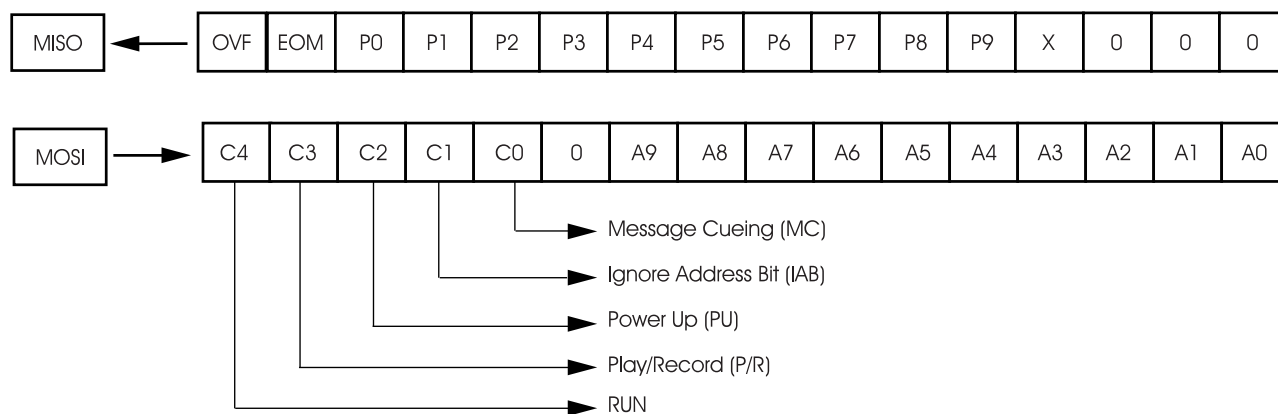 MISO OVF EOM P0 P1 P2 P3 P4 P5 P6 P7 P8 P9 X 0 0 0
MOSI C4 C3 C2 C1 C0 0 A9 A8 A7 A6 A5 A4 A3 A2 A1 A0
Message Cueing (MC)
Ignore Address Bit (IAB)
Power Up (PU)
Play/Record (P/R)
RUN